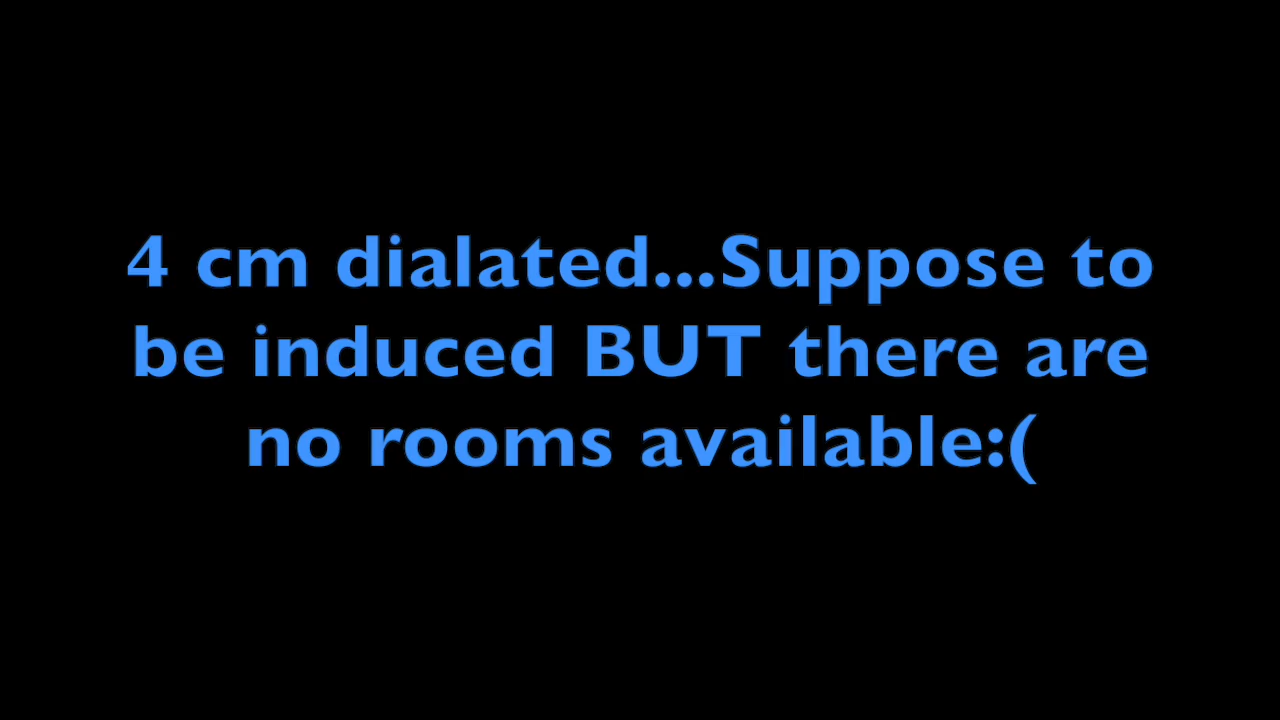 4 cm dialated...Suppose to
be induced BUT there are
no rooms available:(